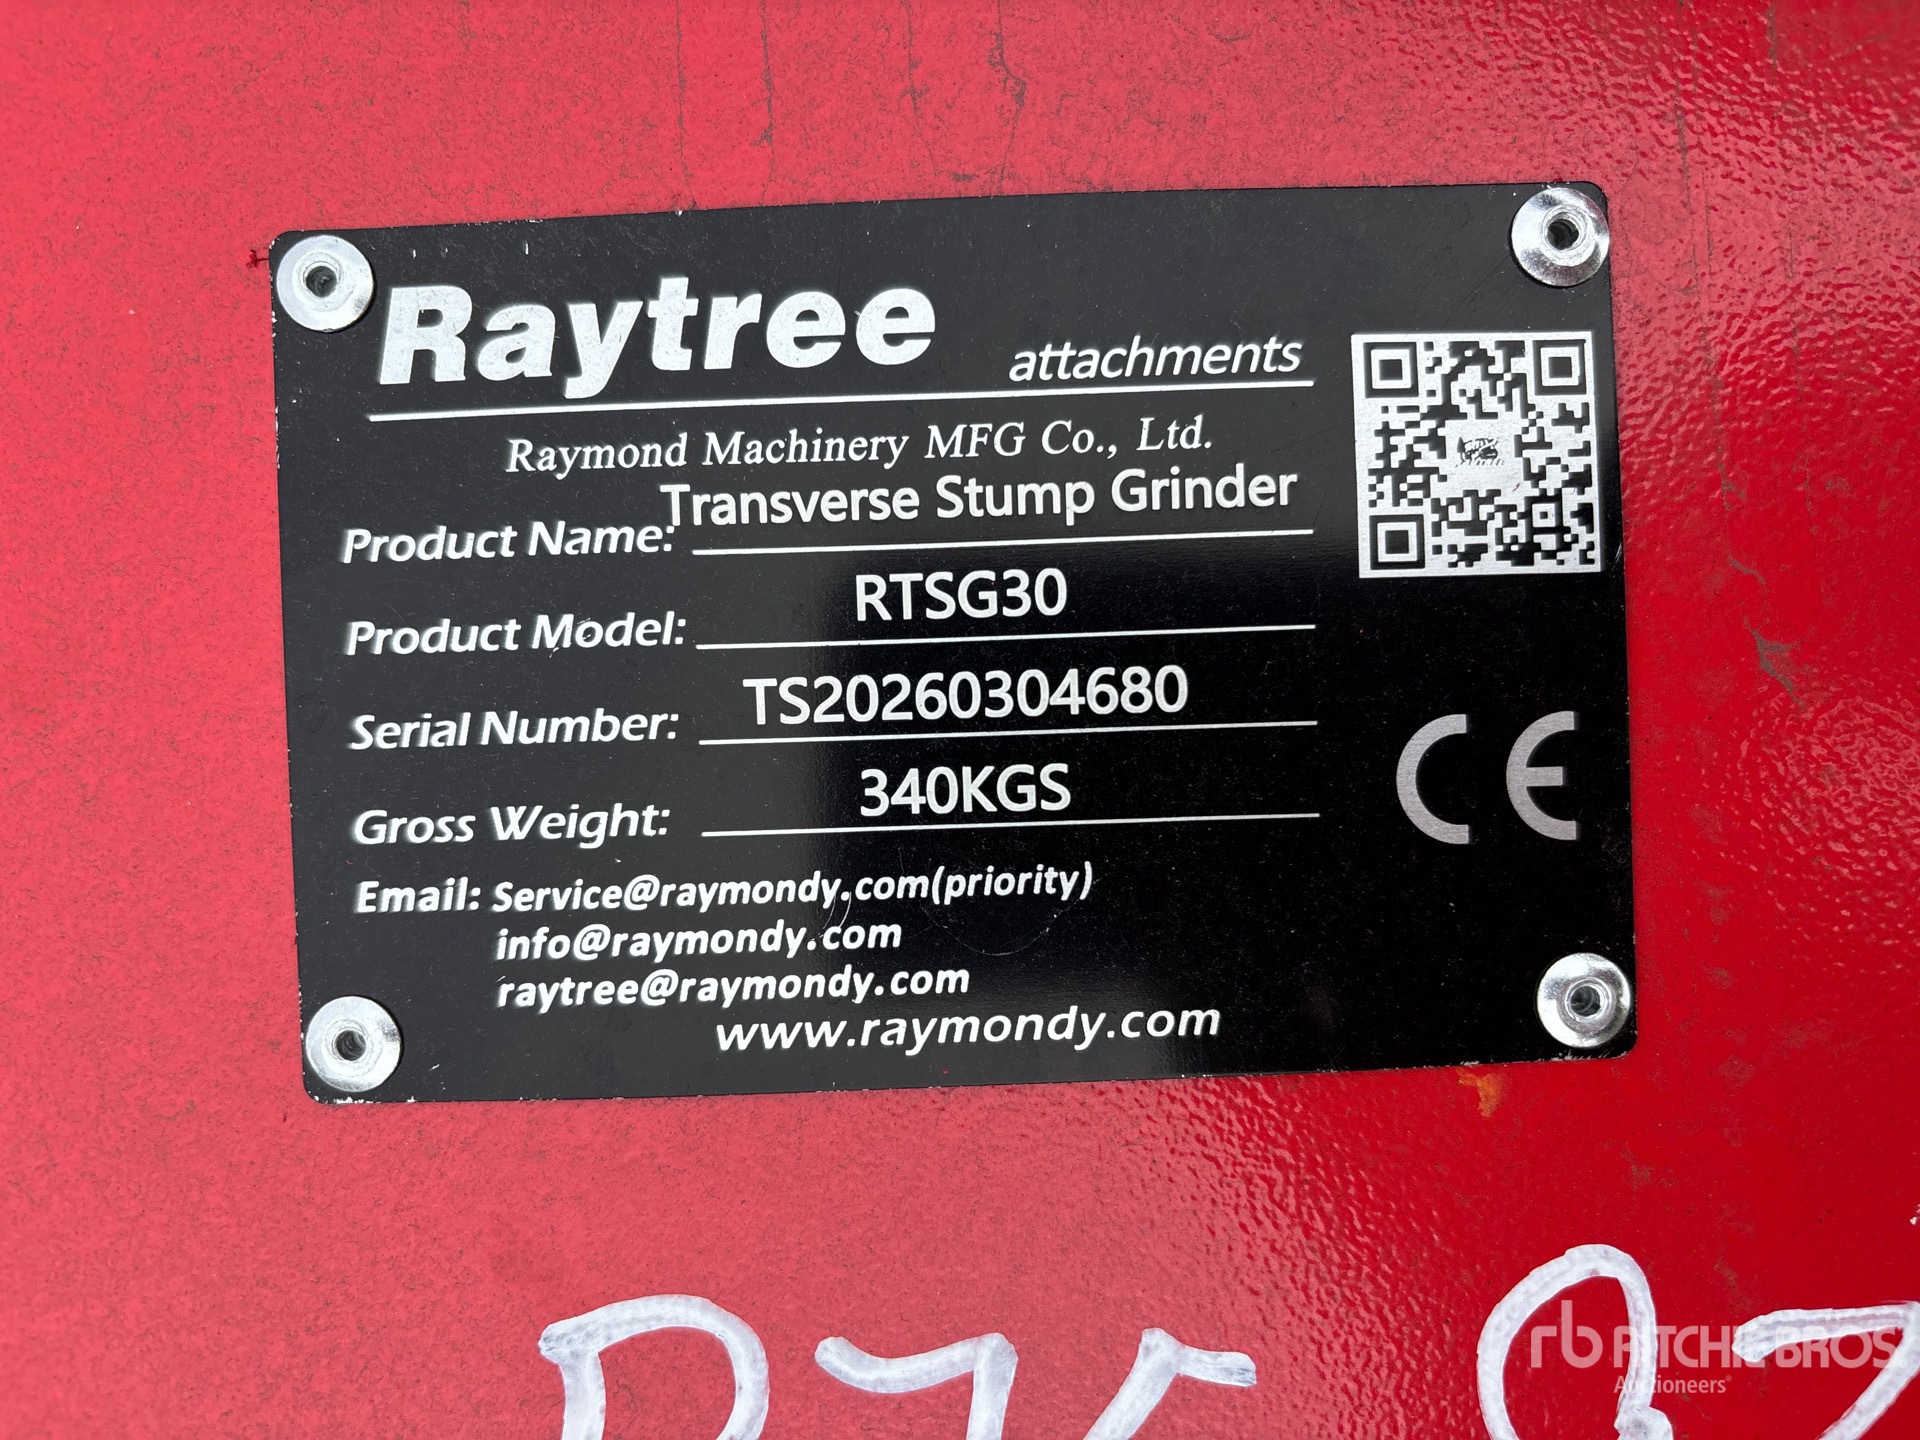 Raytree attachments
Raymond Machinery MFG Co., Ltd.
Product Name: Transverse Stump Grinder
Product Model: RTSG30
Serial Number: TS20260304680
Gross Weight: 340KGS
CE
Email: Service@raymondy.com(priority)
info@raymondy.com
raytree@raymondy.com
www.raymondy.com
rb RITCHIE BROS
Auctioneers